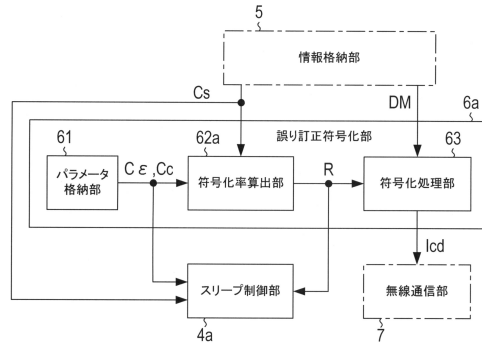 5
情報格納部
Cs
DM
6a
誤り訂正符号化部
61
パラメータ
格納部
Cε,Cc
62a
符号化率算出部
R
63
符号化処理部
Icd
スリープ制御部
4a
無線通信部
7